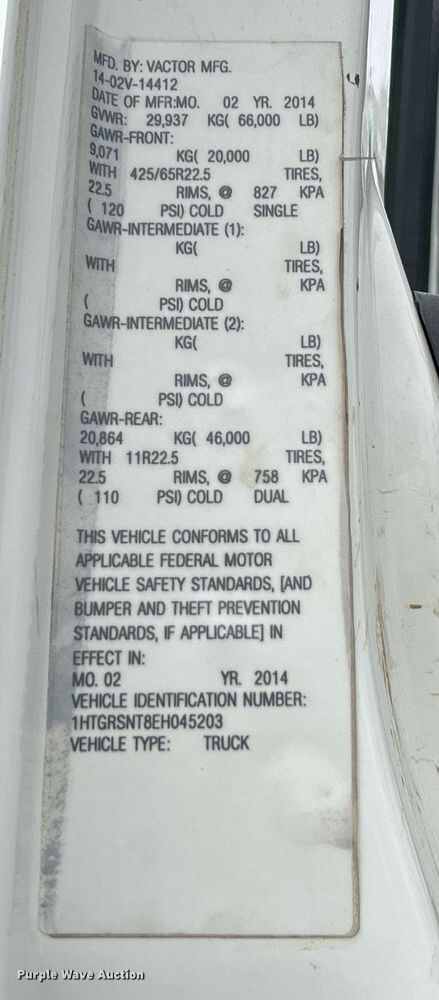 MFD. BY: VACTOR MFG.
14-02V-14412
DATE OF MFR:MO. 02 YR. 2014
GVWR: 29,937 KG( 66,000 LB)
GAWR-FRONT:
9,071 KG( 20,000 LB)
WITH 425/65R22.5 TIRES,
22.5 RIMS, @ 827 KPA
( 120 PSI) COLD SINGLE
GAWR-INTERMEDIATE (1):
KG( LB)
WITH TIRES,
RIMS, @ KPA
( PSI) COLD
GAWR-INTERMEDIATE (2):
KG( LB)
WITH TIRES,
RIMS, @ KPA
( PSI) COLD
GAWR-REAR:
20,864 KG( 46,000 LB)
WITH 11R22.5 TIRES,
22.5 RIMS, @ 758 KPA
( 110 PSI) COLD DUAL
THIS VEHICLE CONFORMS TO ALL
APPLICABLE FEDERAL MOTOR
VEHICLE SAFETY STANDARDS, [AND
BUMPER AND THEFT PREVENTION
STANDARDS, IF APPLICABLE] IN
EFFECT IN:
MO. 02 YR. 2014
VEHICLE IDENTIFICATION NUMBER:
1HTGRSNT8EH045203
VEHICLE TYPE: TRUCK
Purple Wave Auction